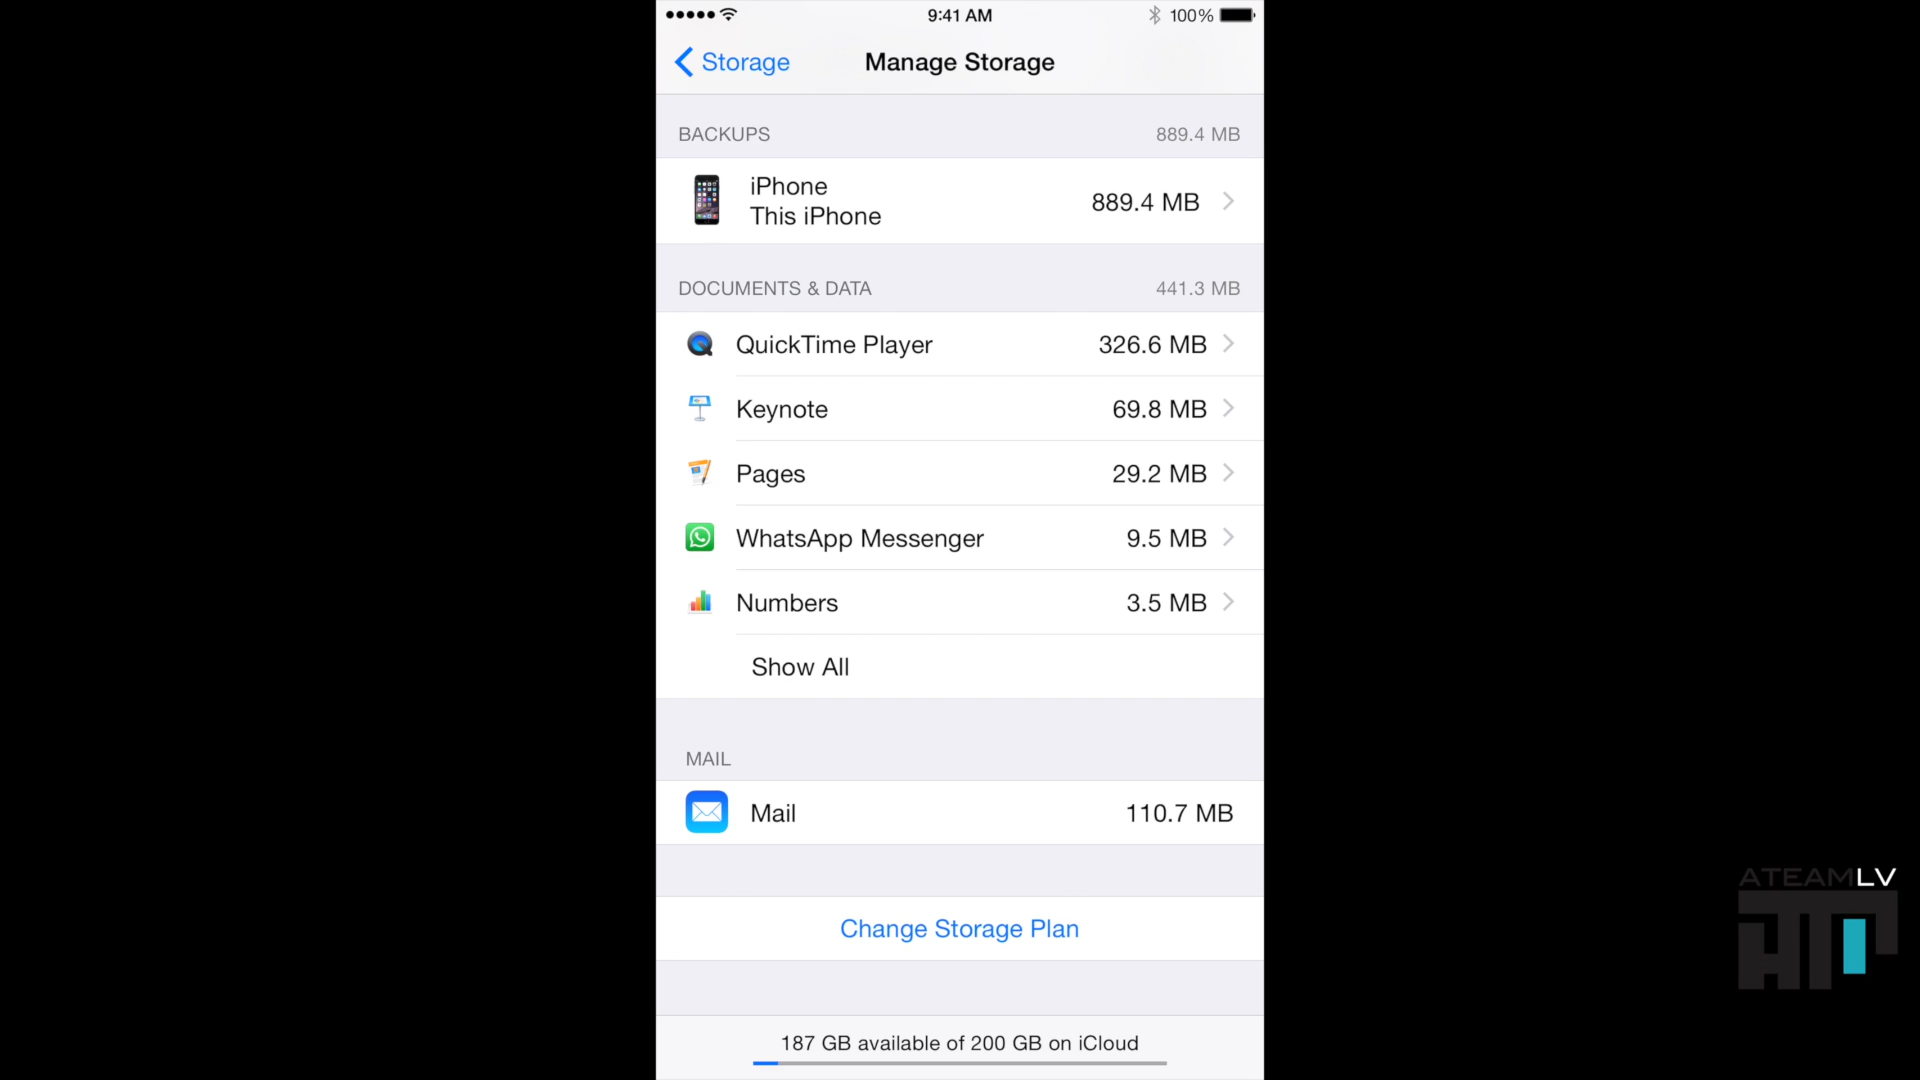 9:41 AM
100%
Storage
Manage Storage
BACKUPS
889.4 MB
iPhone
This iPhone
889.4 MB
DOCUMENTS & DATA
441.3 MB
QuickTime Player
326.6 MB
Keynote
69.8 MB
Pages
29.2 MB
WhatsApp Messenger
9.5 MB
Numbers
3.5 MB
Show All
MAIL
Mail
110.7 MB
Change Storage Plan
187 GB available of 200 GB on iCloud
ATEAMLV